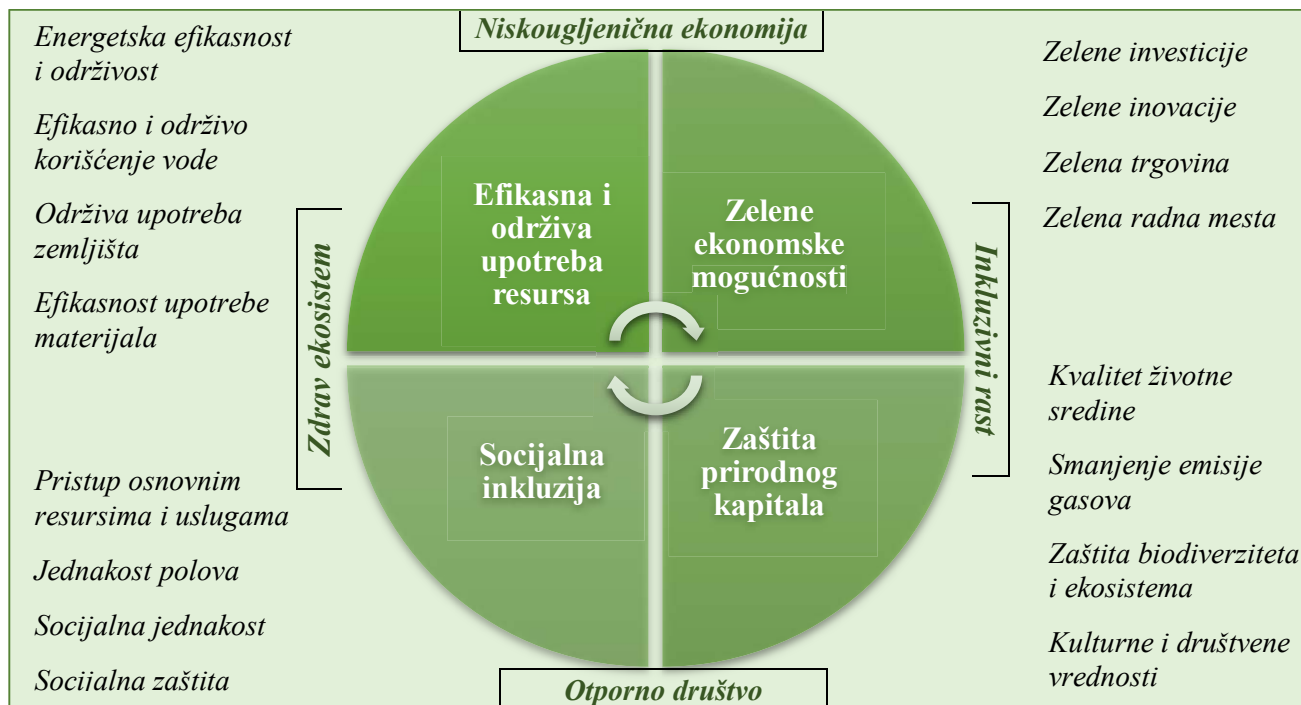 Niskougljenična ekonomija
Energetska efikasnost
i održivost
Efikasno i održivo
korišćenje vode
Održiva upotreba
zemljišta
Efikasnost upotrebe
materijala
Zelene investicije
Zelene inovacije
Zelena trgovina
Zelena radna mesta
Zdrav ekosistem
Efikasna i
održiva
upotreba
resursa
Zelene
ekonomske
mogućnosti
Inkluzivni rast
Socijalna
inkluzija
Zaštita
prirodnog
kapitala
Pristup osnovnim
resursima i uslugama
Jednakost polova
Socijalna jednakost
Socijalna zaštita
Kvalitet životne
sredine
Smanjenje emisije
gasova
Zaštita biodiverziteta
i ekosistema
Kulturne i društvene
vrednosti
Otporno društvo